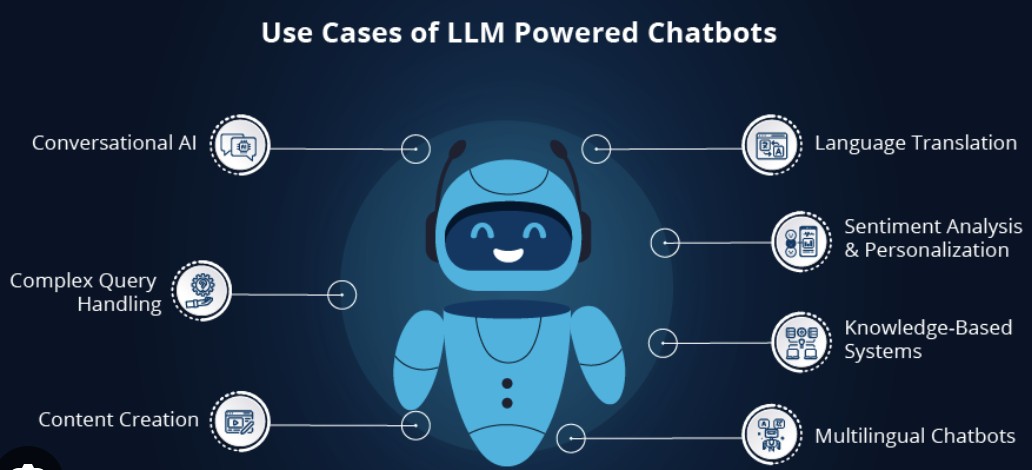 Use Cases of LLM Powered Chatbots
Conversational AI
Complex Query
Handling
Content Creation
Language Translation
Sentiment Analysis
& Personalization
Knowledge-Based
Systems
Multilingual Chatbots